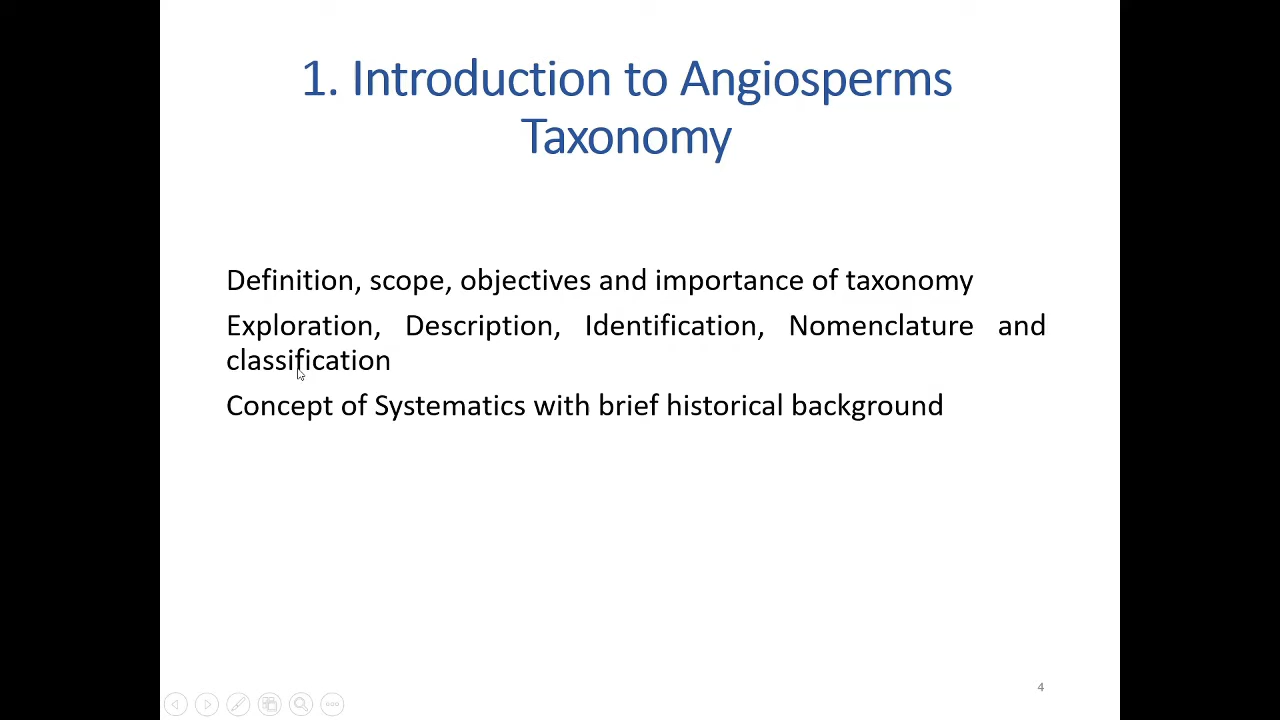 1. Introduction to Angiosperms
Taxonomy
Definition, scope, objectives and importance of taxonomy
Exploration, Description, Identification, Nomenclature and
classification
Concept of Systematics with brief historical background
4